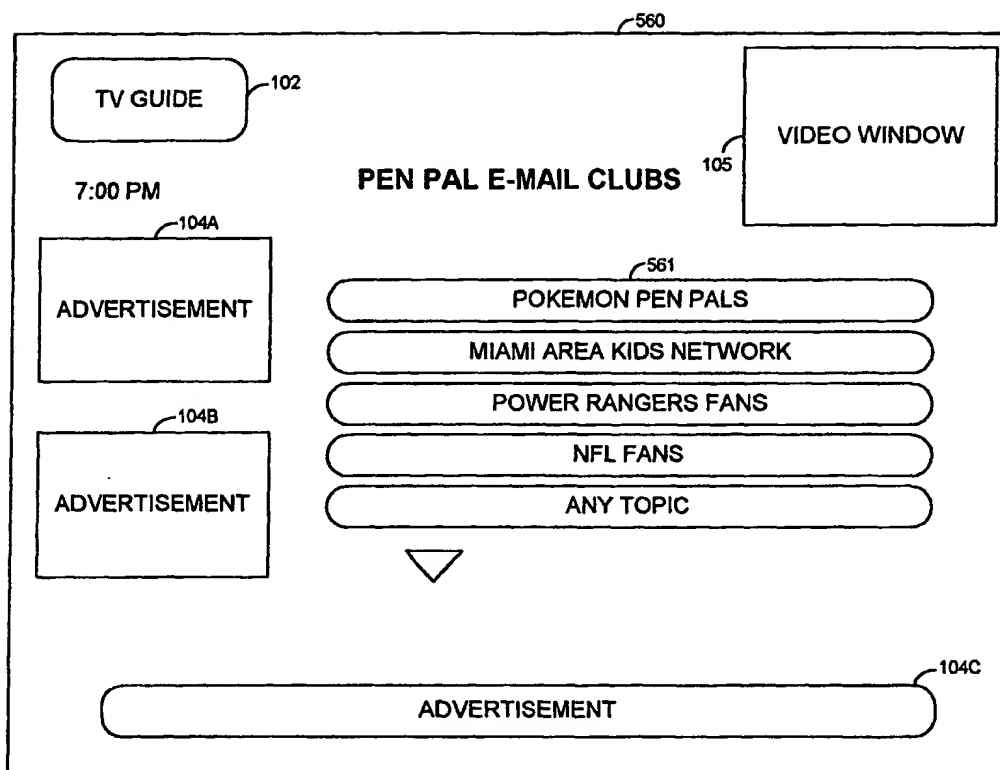 560
TV GUIDE
102
VIDEO WINDOW
105
PEN PAL E-MAIL CLUBS
7:00 PM
104A
ADVERTISEMENT
561
POKEMON PEN PALS
MIAMI AREA KIDS NETWORK
POWER RANGERS FANS
104B
ADVERTISEMENT
NFL FANS
ANY TOPIC
104C
ADVERTISEMENT